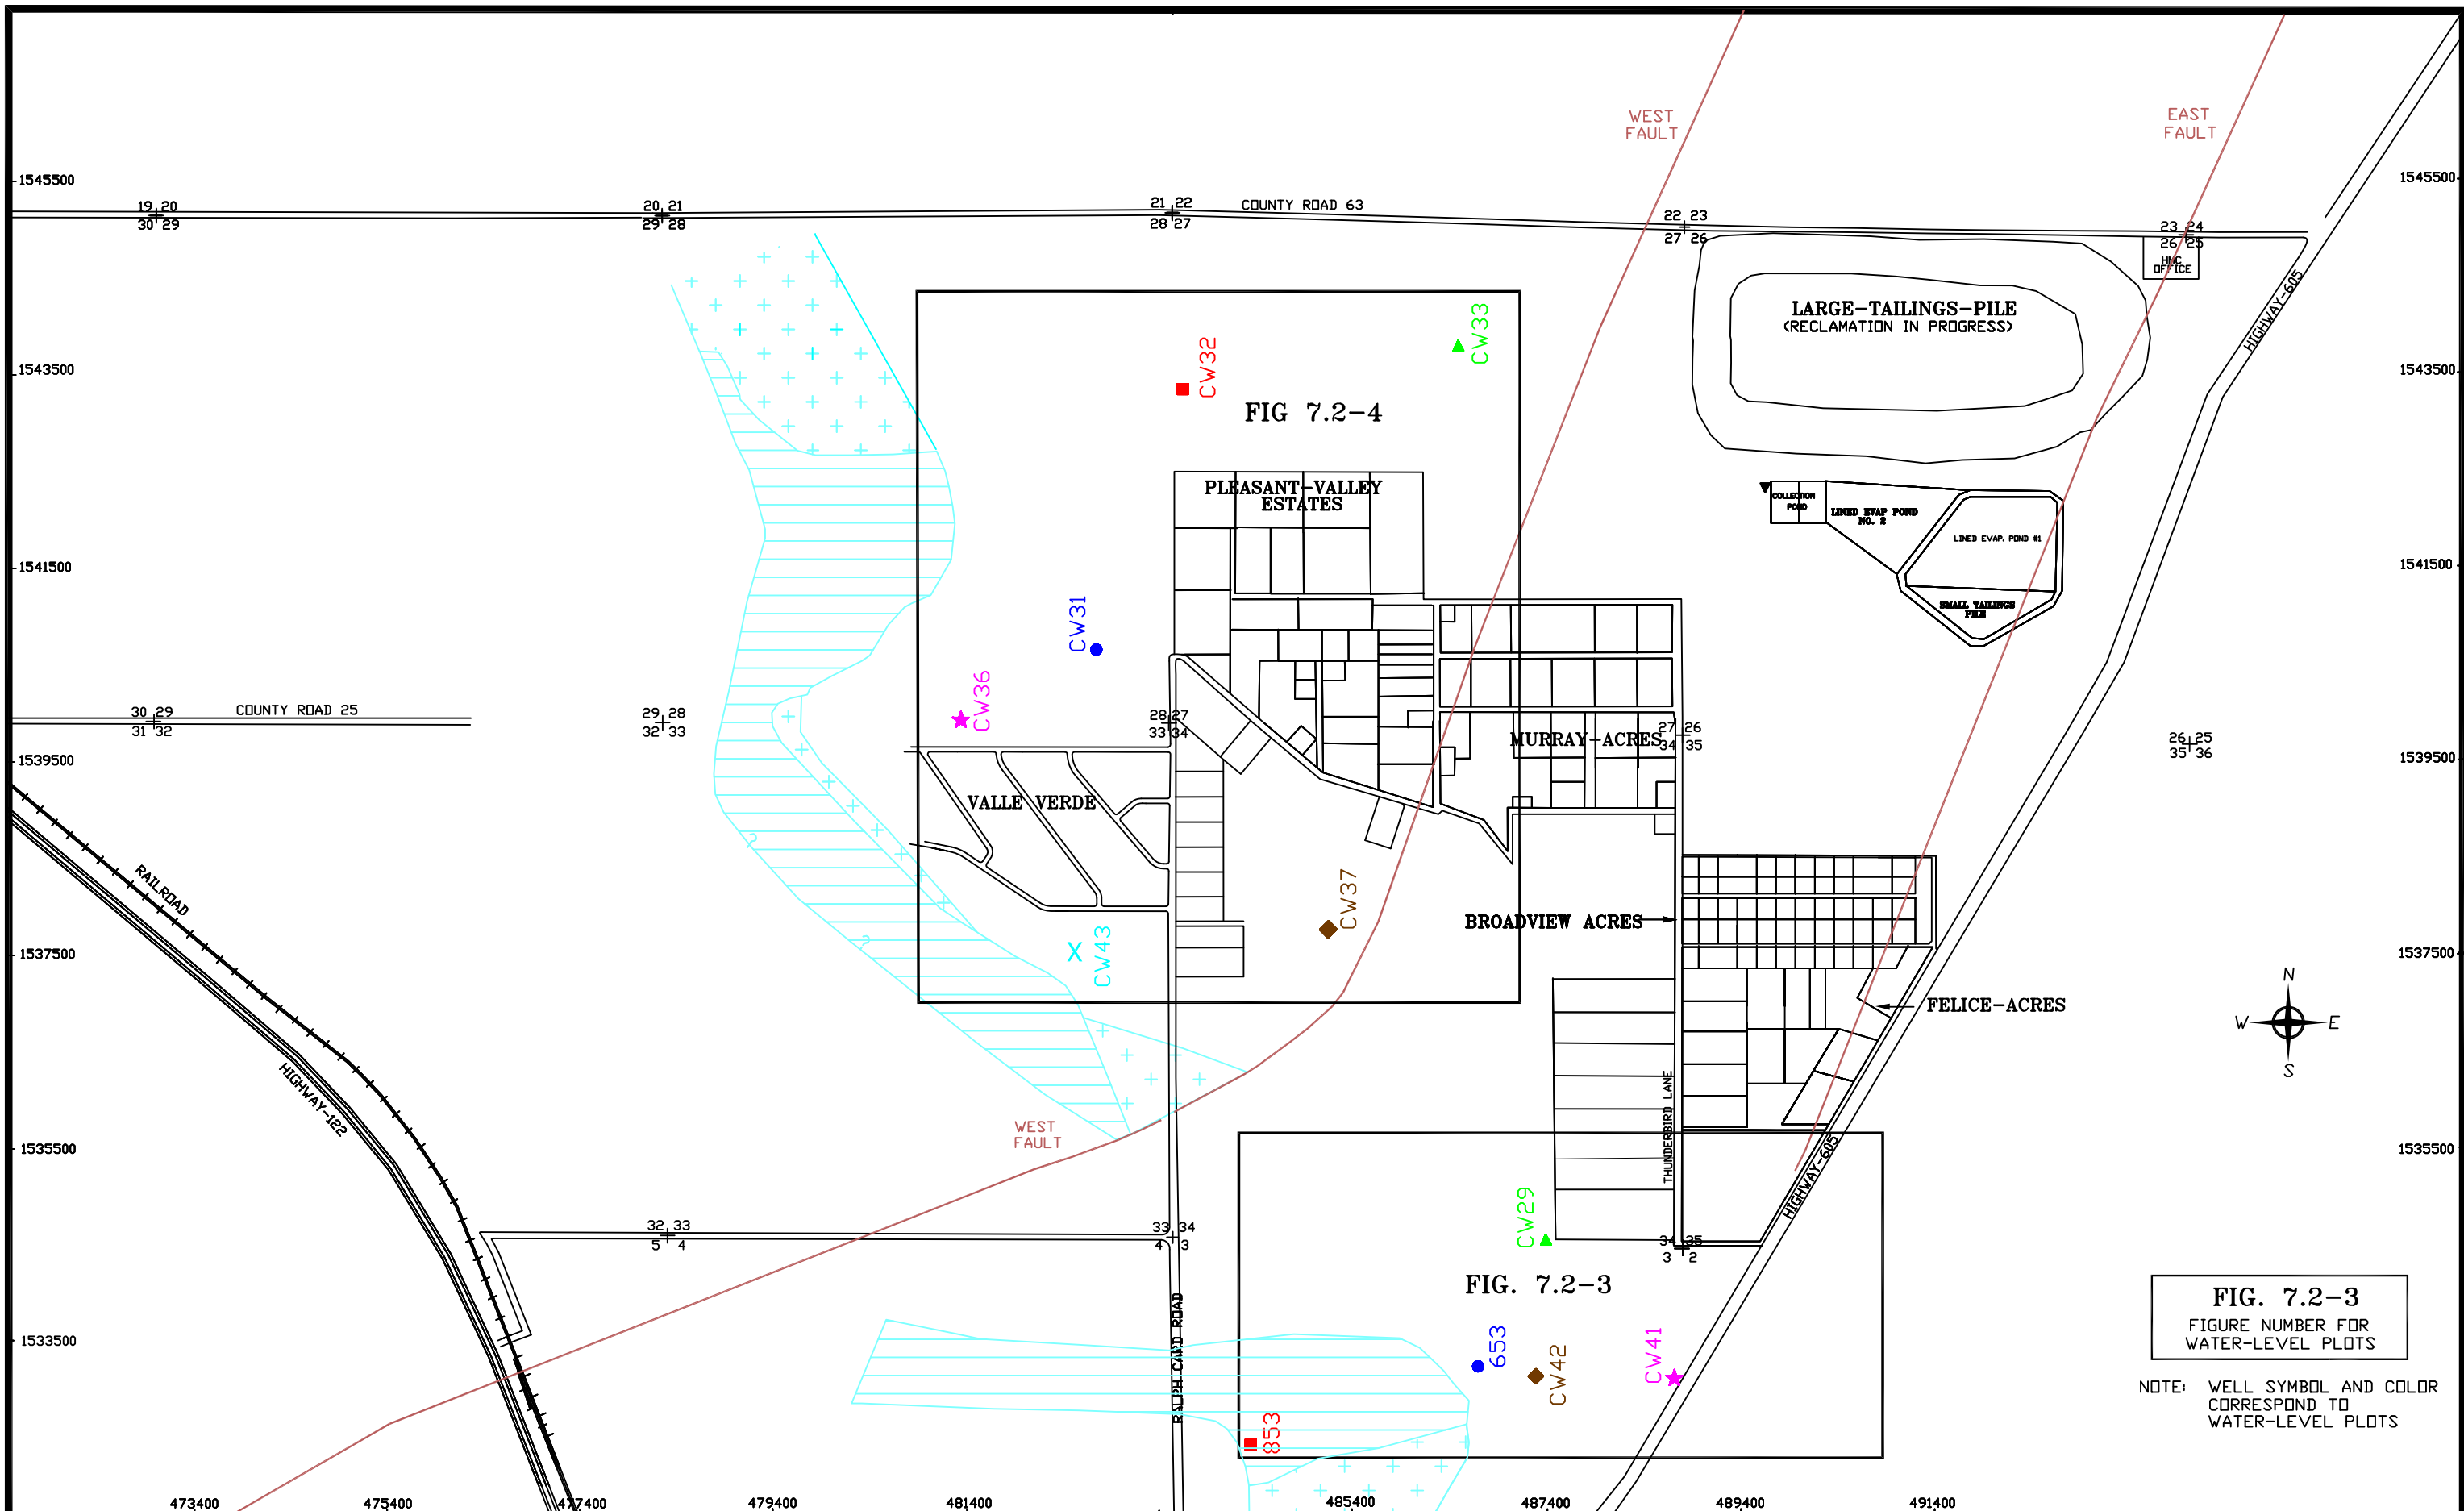 WEST
FAULT
EAST
FAULT
1545500
1545500
19 20
30 29
20 21
29 28
21 22
28 27
COUNTY ROAD 63
22 23
27 26
23 24
26 25
HMC
OFFICE
HIGHWAY-605
LARGE-TAILINGS-PILE
(RECLAMATION IN PROGRESS)
CW33
CW32
1543500
1543500
FIG 7.2-4
PLEASANT-VALLEY
ESTATES
COLLECTION
POND
LINED EVAP POND
NO. 2
LINED EVAP. POND #1
SMALL TAILINGS
PILE
1541500
1541500
CW31
CW36
30 29
31 32
COUNTY ROAD 25
29 28
32 33
28 27
33 34
27 26
34 35
26 25
35 36
MURRAY-ACRES
1539500
1539500
VALLE VERDE
?
RAILROAD
CW37
BROADVIEW ACRES
?
CW43
X
1537500
1537500
N
W E
S
FELICE-ACRES
HIGHWAY-122
THUNDERBIRD LANE
WEST
FAULT
1535500
1535500
HIGHWAY-605
CW29
32 33
5 4
33 34
4 3
34 35
3 2
FIG. 7.2-3
RALPH CARD ROAD
653
CW42
CW41
853
1533500
FIG. 7.2-3
FIGURE NUMBER FOR
WATER-LEVEL PLOTS
NOTE: WELL SYMBOL AND COLOR
CORRESPOND TO
WATER-LEVEL PLOTS
473400
475400
477400
479400
481400
485400
487400
489400
491400